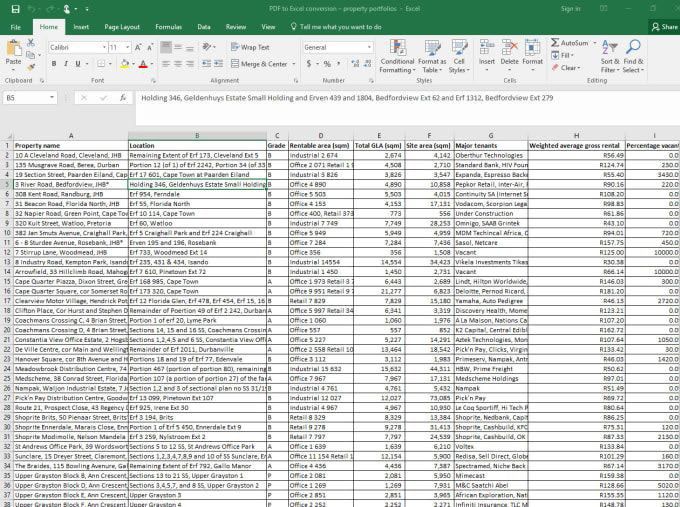 PDF to Excel conversion – property portfolios - Excel
Sign in
File Home Insert Page Layout Formulas Data Review View Tell me what you want to do Share
Cut
Paste
Calibri 11
Wrap Text
Merge & Center
General
Conditional Formatting
Format as Table
Cell Styles
Insert Delete Format
AutoSum
Fill
Clear
Sort & Filter
Find & Select
Clipboard Font Alignment Number Styles Cells Editing
B5 Holding 346, Geldenhuys Estate Small Holding and Erven 439 and 1804, Bedfordview Ext 62 and Erf 1312, Bedfordview Ext 279
A B C D E F G H I
1 Property name Location Grade Rentable area (sqm) Total GLA (sqm) Site area (sqm) Major tenants Weighted average gross rental Percentage vacan
2 10 A Cleveland Road, Cleveland, JHB Remaining Extent of Erf 173, Cleveland Ext 5 B Industrial 2 674 2,674 4,142 Oberthur Technologies R56.49 0.0
3 135 Musgrave Road, Berea, Durban Portion 12 (of 1) of Erf 2242, Portion 34 (of 33 B Office 2 071 Retail 1 4,508 2,710 Standard Bank, HIV Foun R124.74 230.0
4 19 Section Street, Paarden Eiland, Cap Erf 17 601, Cape Town at Paarden Eiland B Industrial 3 826 3,826 3,547 Expanda, Espresso Bazza R55.40 3430.0
5 3 River Road, Bedfordview, JHB* Holding 346, Geldenhuys Estate Small Holding B Office 4 890 4,890 10,858 Pepkor Retail, Inter-Air, R90.16 220.0
6 308 Kent Road, Randburg, JHB Erf 954, Ferndale B Office 5 503 5,503 4,015 Continuity SA (Internet S R208.20 0.0
7 31 Beacon Road, Florida North, JHB Erf 55, Florida North B Office 4 153 4,153 17,131 Vodacom, Scorpion Legal R98.83 0.0
8 32 Napier Road, Green Point, Cape To Erf 10 114, Cape Town B Office 400, Retail 373 773 556 Under Construction R61.86 0.0
9 320 Kuit Street, Watloo, Pretoria Erf 60, Watloo B Industrial 7 749 7,749 28,253 Omnigo, SAAB Grintek R43.10 0.0
10 382 Jan Smuts Avenue, Craighall Park, Erf 5 Craighall Park and Erf 224 Craighall B Office 5 949 4,959 MDM Techincal Africa, R94.01 720.0
11 6 - 8 Sturdee Avenue, Rosebank, JHB* Erven 195 and 196, Rosebank B Office 7 284 7,284 7,436 Sasol, Netcare R157.75 450.0
12 7 Stirrup Lane, Woodmead, JHB Erf 733, Woodmead Ext 14 B Office 356 356 1,508 Vacant R125.00 10000.0
13 8 Industry Road, Kempton Park, Isando Erf 235, 431 & 434, Isando B Industrial 14554 14,554 34,423 Vikela Investments Tikas R30.38 0.0
14 Arrowfield, 33 Hillclimb Road, Mahog Erf 7 610, Pinetown Ext 72 B Industrial 1 450 1,450 2,731 Vacant R66.14 10000.0
15 Cape Quarter Piazza, Dixon Street, Gre Erf 168 985, Cape Town A Office 1 973 Retail 6,443 2,689 Lindt, Hilton Worldwide, R146.03 300.0
16 Cape Quarter Square, cor Somerset Ro Erf 173 320, Cape Town A Office 9 951 Retail 21,277 6,823 Deloitte, Pernod Ricard, R181.20 0.0
17 Clearview Motor Village, Hendrick Pot Erf 12 Florida Glen, Erf 478, Erf 454, Erf 15, 16 B Retail 7 829 7,829 15,180 Yamaha, Auto Pedigree R46.13 2720.0
18 Clifton Place, Cor Hurst and Stephen D Remainder of Poertion 49 of Erf 2 242, Durban B Office 5 997 6,341 3,319 Discovery Health, Mome R123.21 0.0
19 Coachmans Crossing C, 4 Brian Street, Portion 1 of erf 20, Lyme Park A Office 1 060 1,060 1,976 A La Maison, Nations Ca R107.20 0.0
20 Coachmans Crossing D, 4 Brian Street, Sections 14, 15 and 16 SS, Coachmans Crossin A Office 557 557 852 K2 Capital, Central Edibl R162.72 0.0
21 Constantia View Office Estate, 2 Hogsb Sections 1,2,4,5 and 6 SS, Constantia View Off A Office 5 227 5,227 14,291 Aztek Technologies, Mon R107.64 1050.0
22 De Ville Centre, cor Main and Welling Remainder of Erf 2011, Durbanville A Office 2 558 Retail 10 13,464 18,542 Pick'n Pay, Clicks, Virgin R133.42 30.0
23 Hanover Square, cor 8th Avenue and H Portions 18 and 19 of Erf 77, Edenvale B Office 3 112 3,112 1,983 Primeserv, Nampak, Antr R46.03 1420.0
24 Meadowbrook Distribution Centre, 74 Portion 467 (portion of portion 80), remaining B Industrial 15 632 15,632 44,311 HBW, Prime Freight R50.62 0.0
25 Medscheme, 38 Conrad Street, Florida Portion 107 (a portion of portion 27) of the far A Office 7 967 7,967 17,131 Medscheme Holdings R97.01 0.0
26 Nampak, Waljon Industrial Estate, 7 J Portions 1,2 and 3 of sectional plan no SS 31/19 B Industrial 4 761 4,761 5,432 Nampak R51.49 0.0
27 Pick'n Pay Distribution Centre, Goodw Erf 13 099, Pinetown Ext 107 B Industrial 12 027 12,027 73,085 Pick'n Pay R69.72 0.0
28 Route 21, Prospect Close, 43 Regency D Erf 925, Irene Ext 30 B Industrial 4 967 4,967 10,930 Le Coq Sportiff, Hi Tech R80.64 0.0
29 Shoprite Brits, 50 Pienaar Street, Brits Erf 3 194, Brits B Retail 8 329 8,329 13,384 Shoprite, Nedbank, Capit R95.36 0.0
30 Shoprite Ennerdale, Marais Close, Enn Portion 1 of Erf 5 450, Ennerdale Ext 9 B Retail 9 278 9,278 31,413 Shoprite, Cashbuild, KFC R75.31 120.0
31 Shoprite Modimolle, Nelson Mandela Erf 3 259, Nylstroom Ext 2 B Retail 7 797 7,797 24,539 Shoprite, Cashbuild, OK R87.33 2130.0
32 St Andrews Office Park, 39 Wordswort Sections 5 to 12 SS, St Andrews Office Park A Office 1 639 1,639 6,210 Voltex R133.84 0.0
33 Sunclare, 15 Dreyer Street, Claremont, Sections 1,2,3,4,7,8,9 and 10 of SS Sunclare B A Office 11 154 Retail 1 12,154 5,900 Redisa, Sell Direct, Globe R101.29 160.0
34 The Braides, 115 Bowling Avenue, Gall Remaining Extent of Erf 792, Gallo Manor A Office 4 436 4,436 7,387 Spectramed, Niche Back R67.14 3170.0
35 Upper Grayston Block B, Ann Crescent, Sections 13 to 21 SS, Upper Grayston 1 P Office 2 081 2,081 5,950 Mimecast R159.38 0.0
36 Upper Grayston Block D, Ann Crescent, Sections 3,4,5,7, and 8 SS, Upper Grayston 2 P Office 1 269 1,269 7,931 M&C Saatchi Abel R128.66 5020.0
37 Upper Grayston Block E, Ann Crescent, Upper Grayston 3 P Office 2 851 2,851 3,965 African Exploration, Nati R155.35 1120.0
38 Upper Grayston Block F, Ann Crescent, Upper Grayston 4 P Office 2 271 2,271 3,645 Infiniti Insurance, TLC M R148.78 130.0